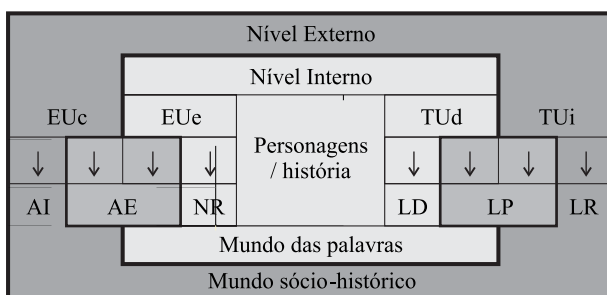 Nível Externo
Nível Interno
EUc EUe TUd TUi
Personagens
/ história
AI AE NR LD LP LR
Mundo das palavras
Mundo sócio-histórico